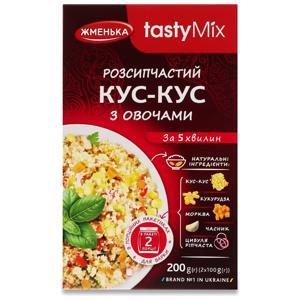 ЖМЕНЬКА
tastyMix
РОЗСИПЧАСТИЙ
КУС-КУС
З ОВОЧАМИ
За 5 хвилин
НАТУРАЛЬНІ
ІНГРЕДІЄНТИ:
КУС-КУС
КУКУРУДЗА
МОРКВА
ЧАСНИК
ЦИБУЛЯ
РІПЧАСТА
2
200 g(г) (2x100 g(г))
BRAND №1 IN UKRAINE